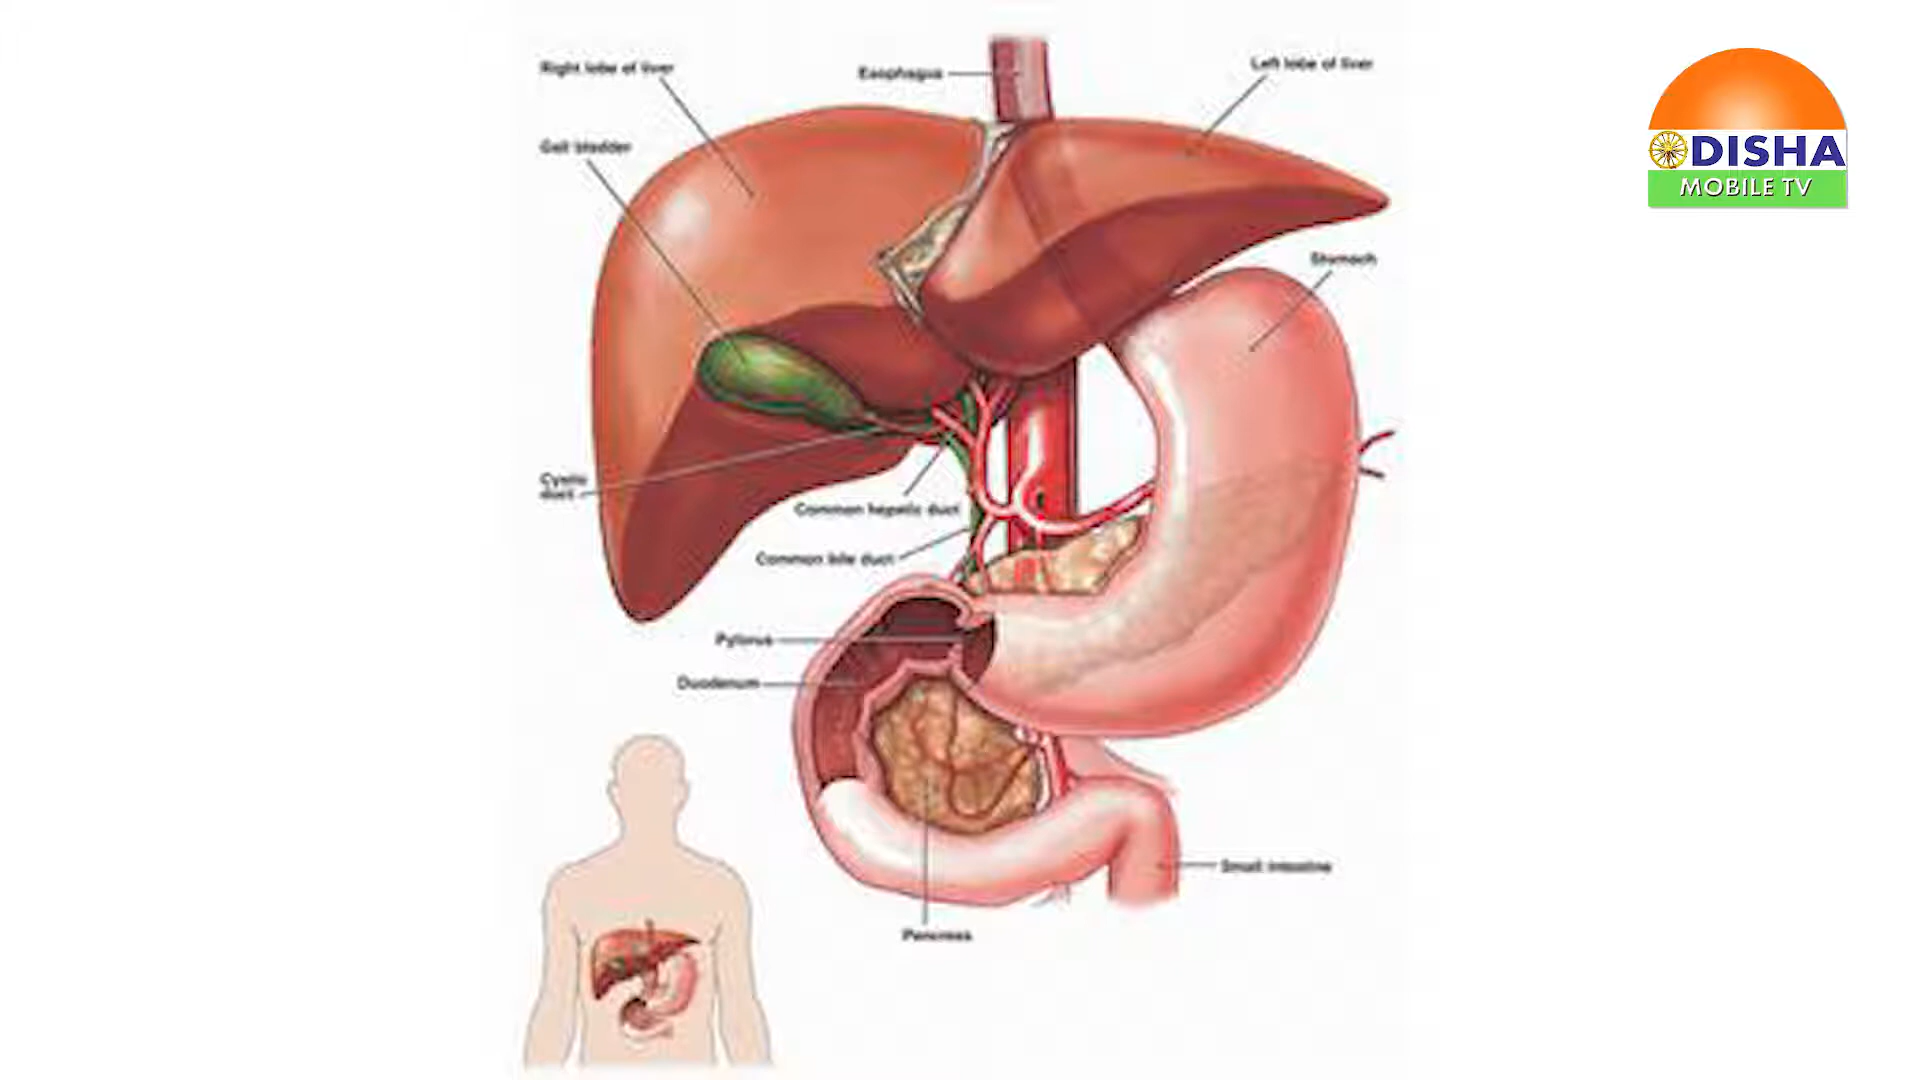 Right lobe of liver
Esophagus
Left lobe of liver
Gall bladder
ODISHA
MOBILE TV
Stomach
Cystic
duct
Common hepatic duct
Common bile duct
Pylorus
Duodenum
Small intestine
Pancreas